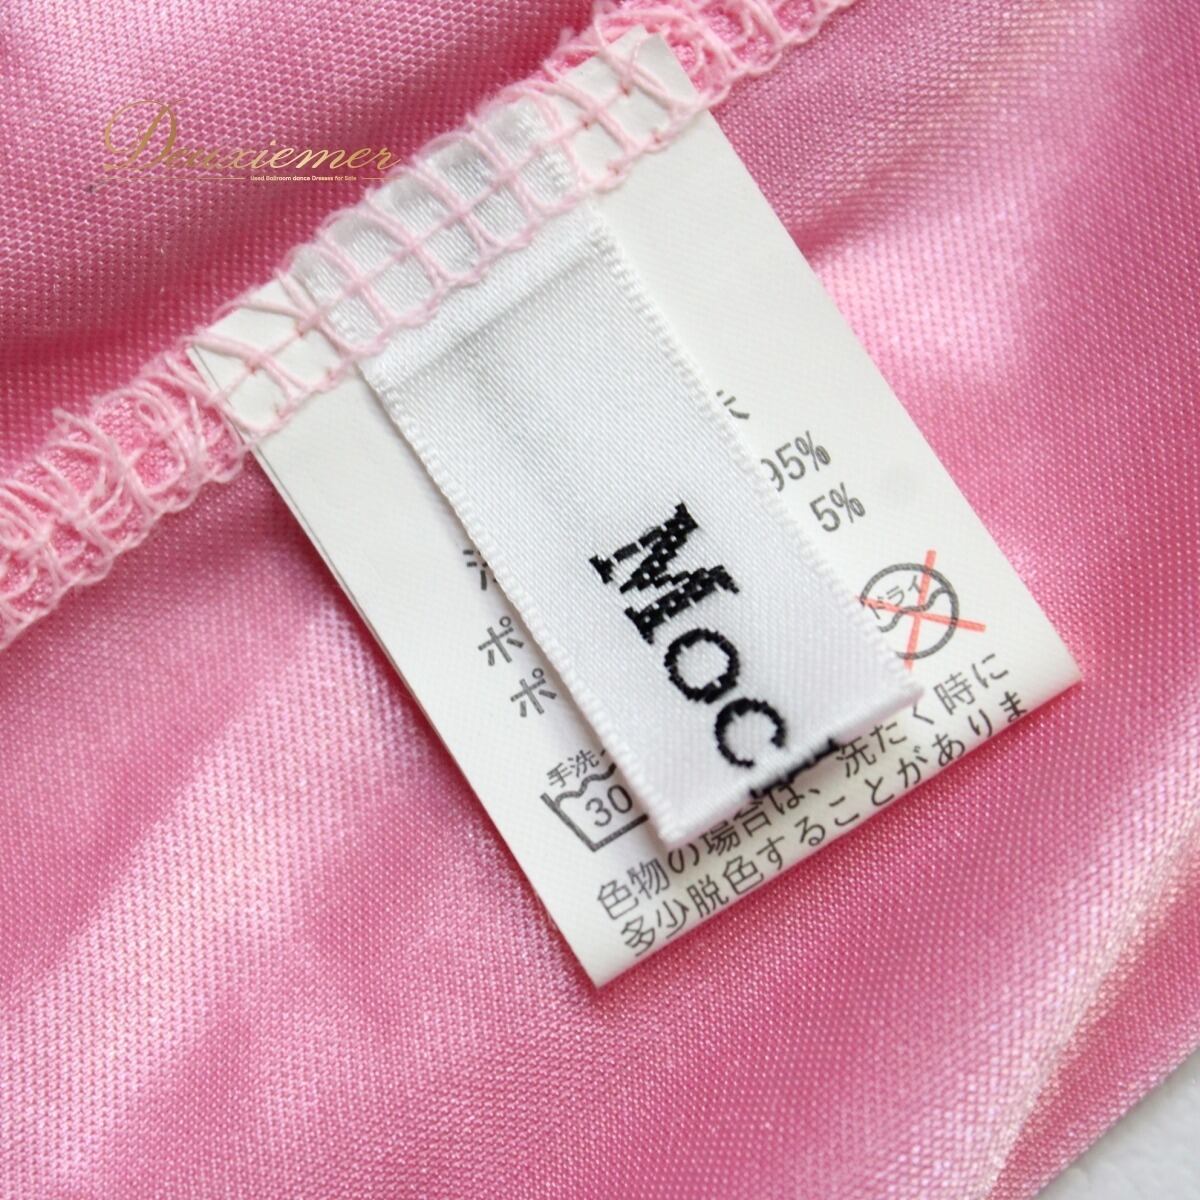 Deuxiemer
Used Ballroom dance Dresses for Sale
Moc
95%
5%
ポ
ポ
手洗
30
ドライ
色物の場合は、洗たく時に
多少脱色することがありま